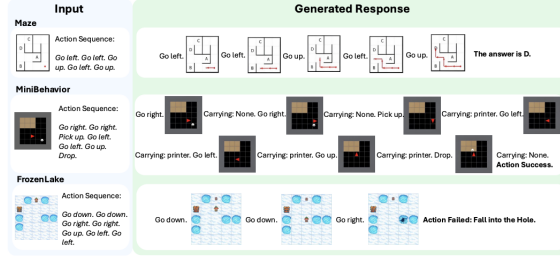 Input
Generated Response
Maze
Action Sequence:
Go left. Go left. Go
up. Go left. Go up.
Go left.
Go left.
Go up.
Go left.
Go up.
The answer is D.
MiniBehavior
Action Sequence:
Go right. Go right.
Pick up. Go left.
Go left. Go up.
Drop.
Go right.
Carrying: None. Go right.
Carrying: None. Pick up.
Carrying: printer. Go left.
Carrying: printer. Go left.
Carrying: printer. Go up.
Carrying: printer. Drop.
Carrying: None.
Action Success.
FrozenLake
Action Sequence:
Go down. Go down.
Go right. Go right.
Go up. Go left. Go
left.
Go down.
Go down.
Go right.
Action Failed: Fall into the Hole.